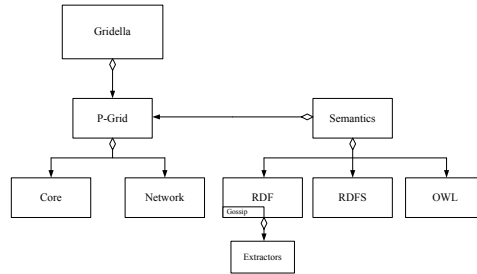 Gridella
P-Grid
Semantics
Core
Network
RDF
RDFS
OWL
Gossip
Extractors